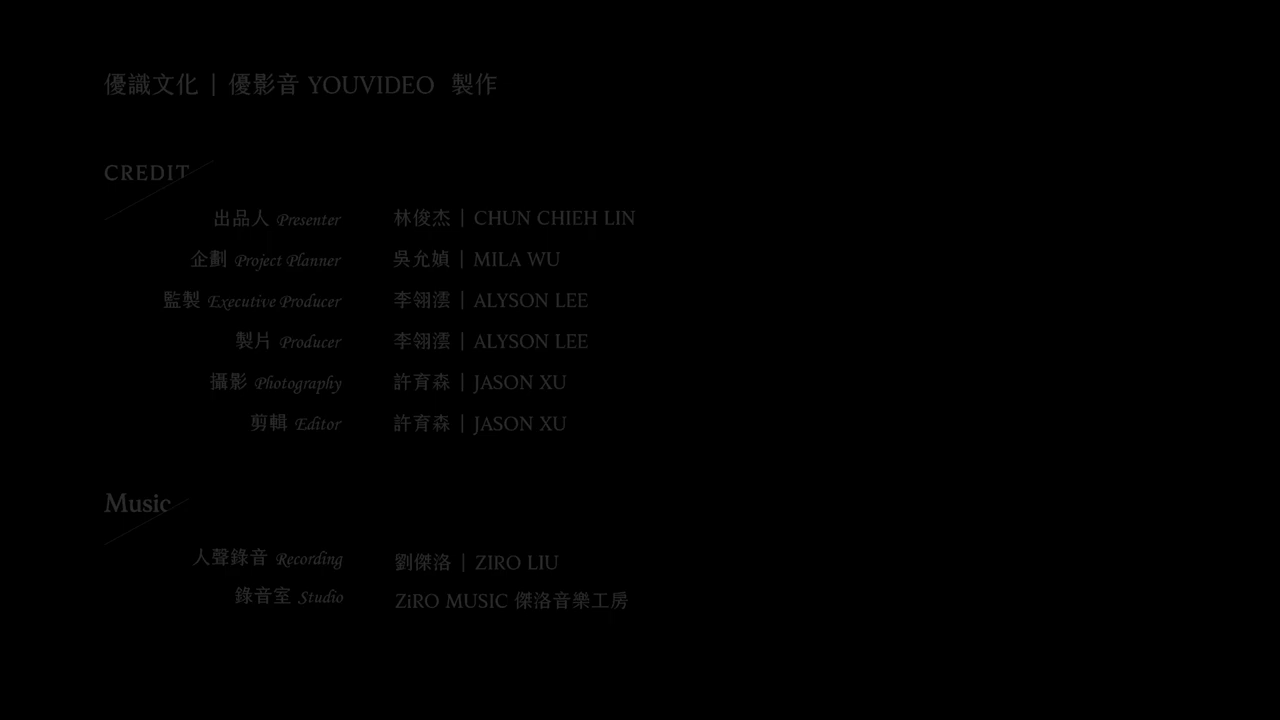 優識文化 | 優影音 YOUVIDEO 製作
CREDIT
出品人 Presenter 林俊杰 | CHUN CHIEH LIN
企劃 Project Planner 吳允媜 | MILA WU
監製 Executive Producer 李翎澐 | ALYSON LEE
製片 Producer 李翎澐 | ALYSON LEE
攝影 Photography 許育森 | JASON XU
剪輯 Editor 許育森 | JASON XU
Music
人聲錄音 Recording 劉傑洛 | ZIRO LIU
錄音室 Studio ZiRO MUSIC 傑洛音樂工房